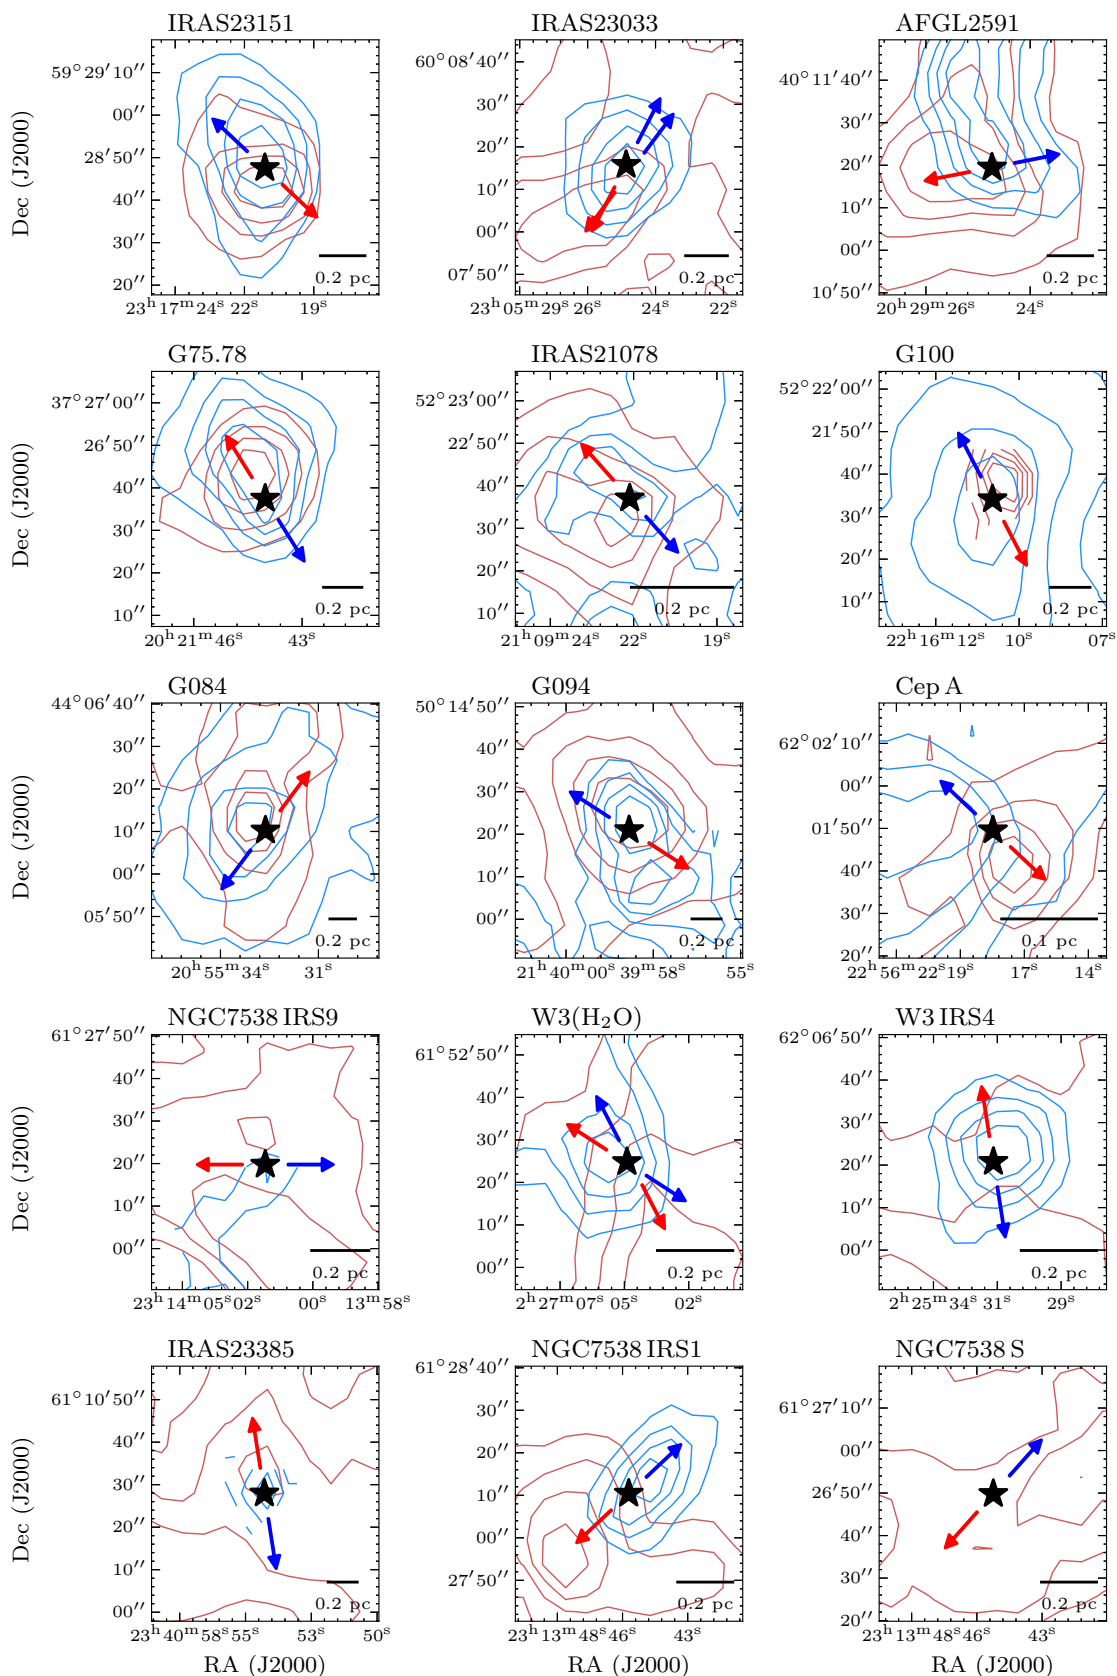 IRAS23151
IRAS23033
AFGL2591
Dec (J2000)
59°29′10″
00″
28′50″
40″
30″
20″
0.2 pc
23ʰ17ᵐ24ˢ 22ˢ 19ˢ
60°08′40″
30″
20″
10″
00″
07′50″
0.2 pc
23ʰ05ᵐ29ˢ 26ˢ 24ˢ 22ˢ
40°11′40″
30″
20″
10″
00″
10′50″
0.2 pc
20ʰ29ᵐ26ˢ 24ˢ
G75.78
IRAS21078
G100
Dec (J2000)
37°27′00″
26′50″
40″
30″
20″
10″
0.2 pc
20ʰ21ᵐ46ˢ 43ˢ
52°23′00″
22′50″
40″
30″
20″
10″
0.2 pc
21ʰ09ᵐ24ˢ 22ˢ 19ˢ
52°22′00″
21′50″
40″
30″
20″
10″
0.2 pc
22ʰ16ᵐ12ˢ 10ˢ 07ˢ
G084
G094
Cep A
Dec (J2000)
44°06′40″
30″
20″
10″
00″
05′50″
0.2 pc
20ʰ55ᵐ34ˢ 31ˢ
50°14′50″
40″
30″
20″
10″
00″
0.2 pc
21ʰ40ᵐ00ˢ 39ᵐ58ˢ 55ˢ
62°02′10″
00″
01′50″
40″
30″
20″
0.1 pc
22ʰ56ᵐ22ˢ 19ˢ 17ˢ 14ˢ
NGC7538 IRS9
W3(H₂O)
W3 IRS4
Dec (J2000)
61°27′50″
40″
30″
20″
10″
00″
0.2 pc
23ʰ14ᵐ05ˢ 02ˢ 00ˢ 13ᵐ58ˢ
61°52′50″
40″
30″
20″
10″
00″
0.2 pc
2ʰ27ᵐ07ˢ 05ˢ 02ˢ
62°06′50″
40″
30″
20″
10″
00″
0.2 pc
2ʰ25ᵐ34ˢ 31ˢ 29ˢ
IRAS23385
NGC7538 IRS1
NGC7538 S
Dec (J2000)
61°10′50″
40″
30″
20″
10″
00″
0.2 pc
23ʰ40ᵐ58ˢ 55ˢ 53ˢ 50ˢ
61°28′40″
30″
20″
10″
00″
27′50″
0.2 pc
23ʰ13ᵐ48ˢ 46ˢ 43ˢ
61°27′10″
00″
26′50″
40″
30″
20″
0.2 pc
23ʰ13ᵐ48ˢ 46ˢ 43ˢ
RA (J2000)
RA (J2000)
RA (J2000)